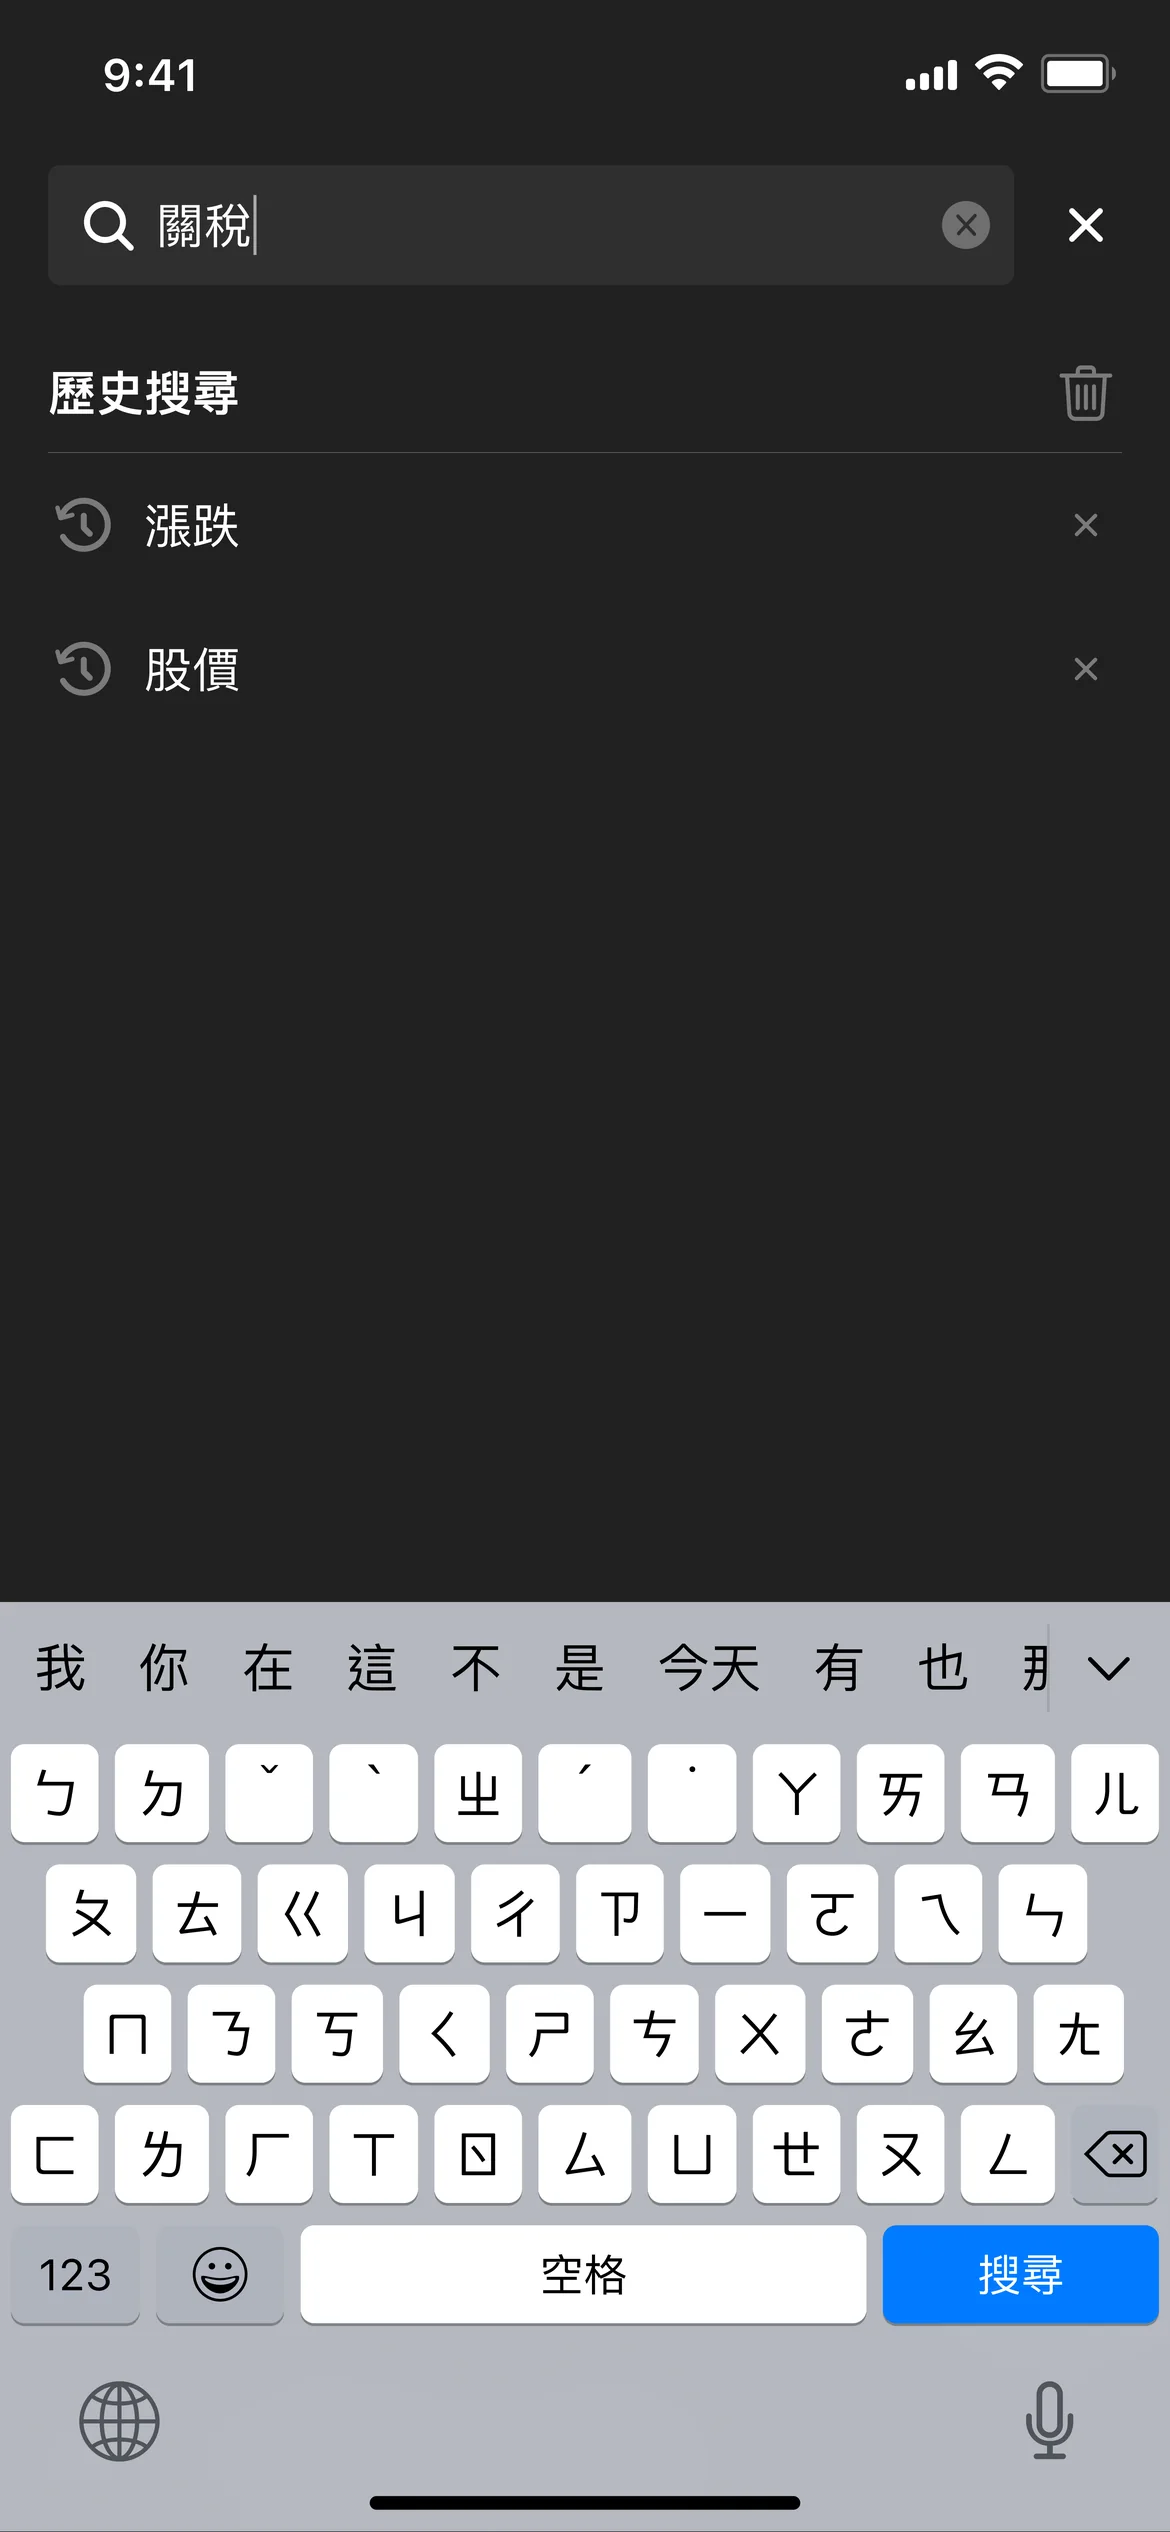 9:41
關稅
歷史搜尋
漲跌
股價
我 你 在 這 不 是 今天 有 也
ㄅ ㄉ ˇ ˋ ㄓ ˊ ˙ ㄚ ㄞ ㄢ ㄦ
ㄆ ㄊ ㄍ ㄐ ㄔ ㄗ ㄧ ㄛ ㄟ ㄣ
ㄇ ㄋ ㄎ ㄑ ㄕ ㄘ ㄨ ㄜ ㄠ ㄤ
ㄈ ㄌ ㄏ ㄒ ㄖ ㄙ ㄩ ㄝ ㄡ ㄥ
123 空格 搜尋